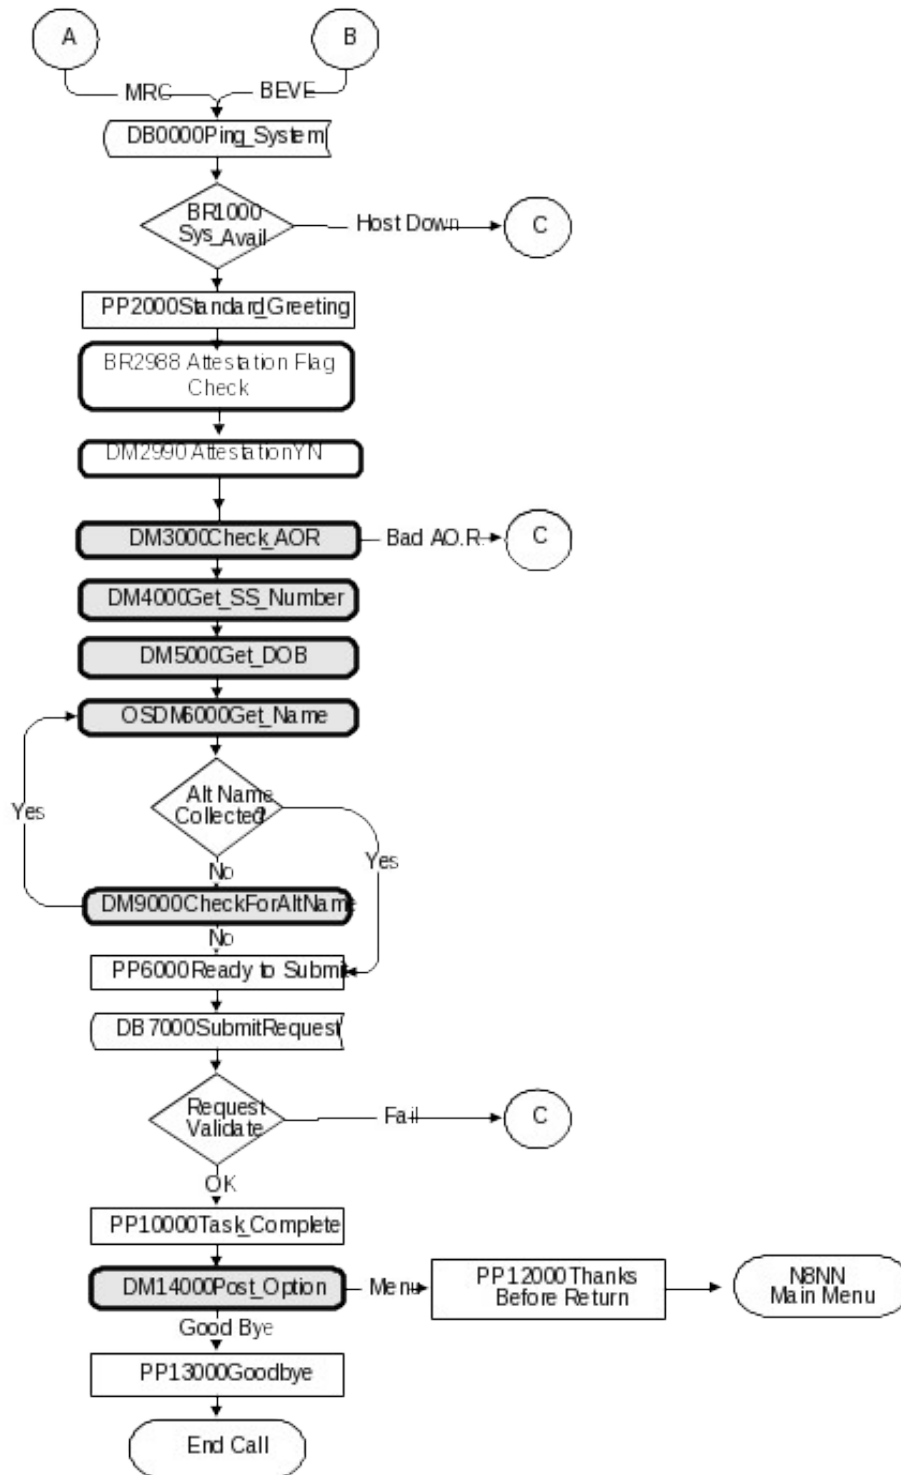 A
B
MRC
BEVE
DB0000Ping_System
BR1000
Sys_Avail
Host Down
C
PP2000Standard_Greeting
BR2988 Attestation Flag
Check
DM2990 AttestationYN
DM3000Check_AOR
Bad AO.R.
C
DM4000Get_SS_Number
DM5000Get_DOB
OSDM6000Get_Name
Alt Name
Collected?
Yes
Yes
No
DM9000CheckForAltName
No
PP6000Ready to Submit
DB7000SubmitRequest
Request
Validate
Fail
C
OK
PP10000Task_Complete
DM14000Post_Option
Menu
PP12000Thanks
Before Return
N8NN
Main Menu
Good Bye
PP13000Goodbye
End Call